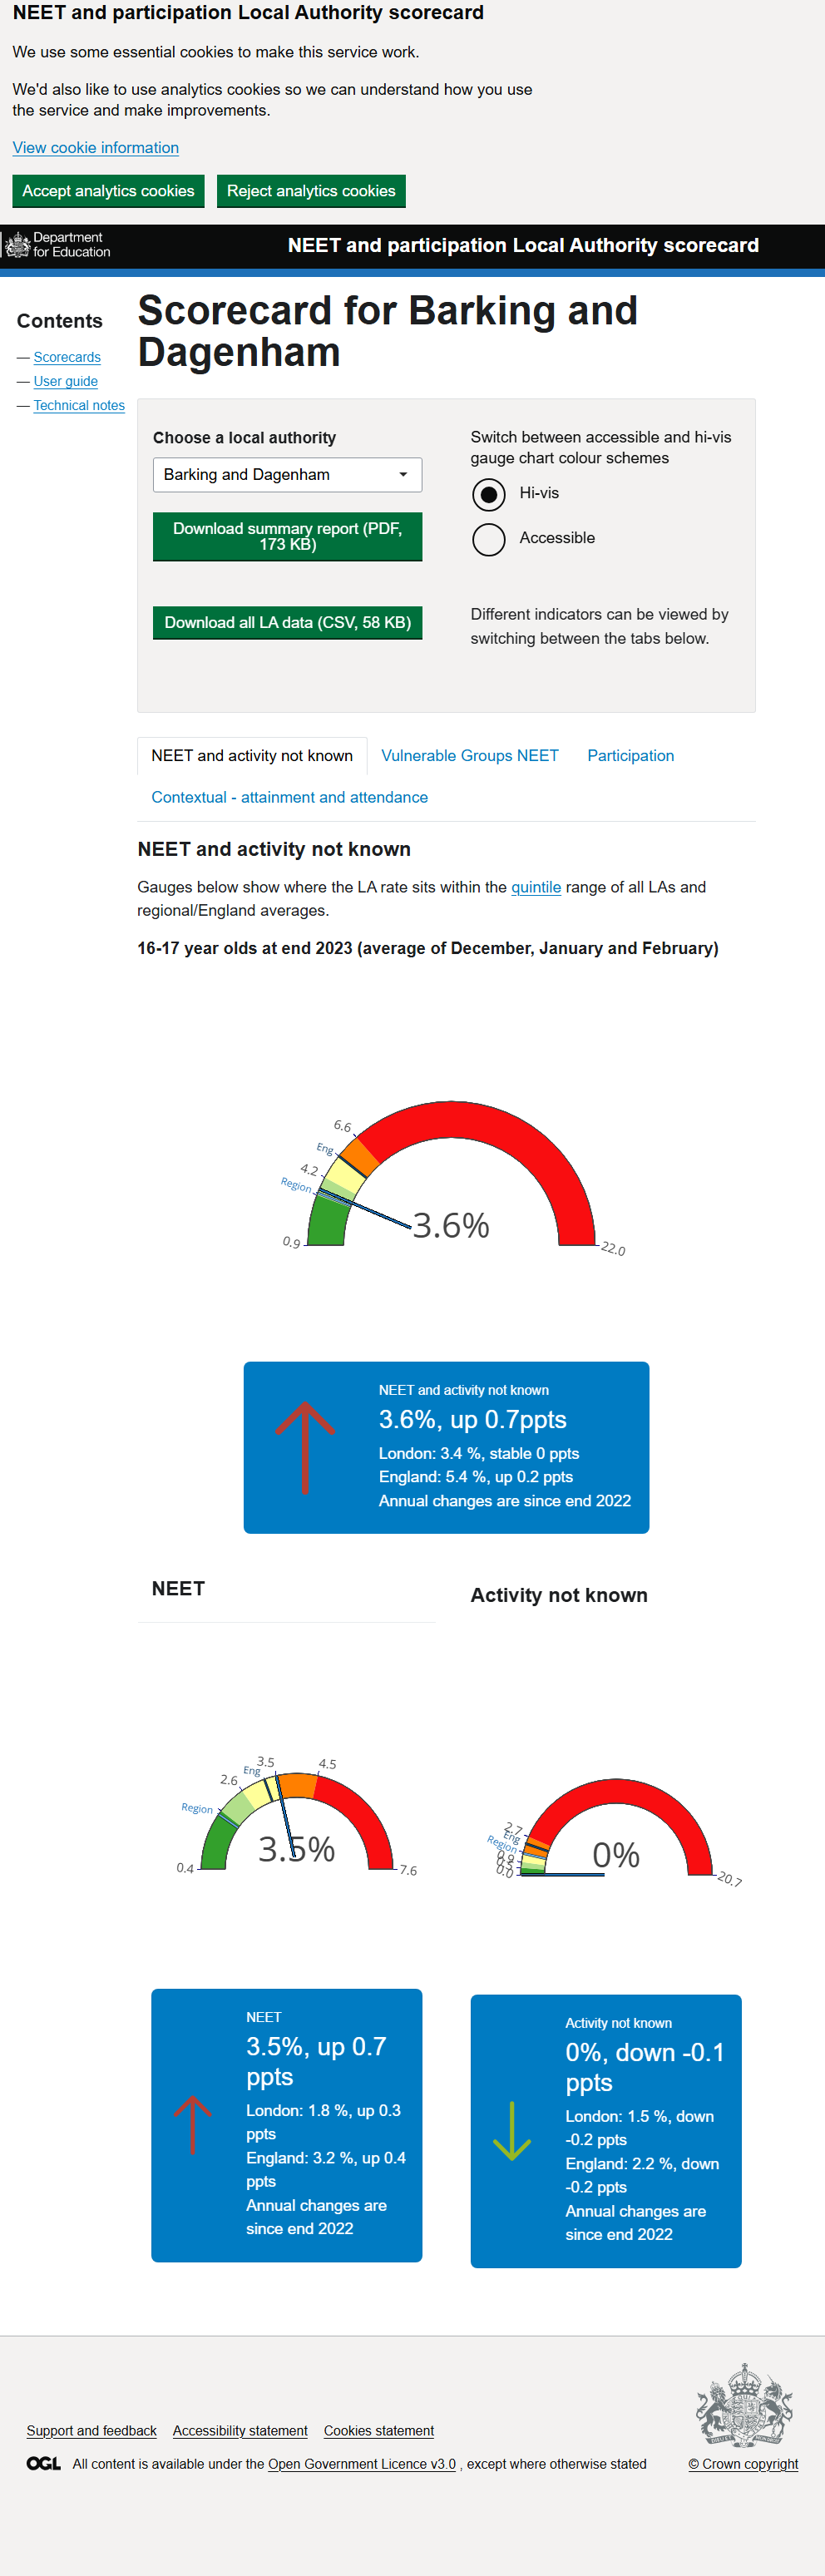 NEET and participation Local Authority scorecard
We use some essential cookies to make this service work.
We'd also like to use analytics cookies so we can understand how you use
the service and make improvements.
View cookie information
Accept analytics cookies Reject analytics cookies
Department
for Education
NEET and participation Local Authority scorecard
Contents
— Scorecards
— User guide
— Technical notes
Scorecard for Barking and
Dagenham
Choose a local authority
Barking and Dagenham
Download summary report (PDF,
173 KB)
Download all LA data (CSV, 58 KB)
Switch between accessible and hi-vis
gauge chart colour schemes
Hi-vis
Accessible
Different indicators can be viewed by
switching between the tabs below.
NEET and activity not known Vulnerable Groups NEET Participation
Contextual - attainment and attendance
NEET and activity not known
Gauges below show where the LA rate sits within the quintile range of all LAs and
regional/England averages.
16-17 year olds at end 2023 (average of December, January and February)
6.6
Eng
4.2
Region
0.9
3.6%
22.0
NEET and activity not known
3.6%, up 0.7ppts
London: 3.4 %, stable 0 ppts
England: 5.4 %, up 0.2 ppts
Annual changes are since end 2022
NEET
3.5
4.5
Eng
2.6
Region
0.4
3.5%
7.6
NEET
3.5%, up 0.7
ppts
London: 1.8 %, up 0.3
ppts
England: 3.2 %, up 0.4
ppts
Annual changes are
since end 2022
Activity not known
2.7
Eng
Region
0.9
0.0
0%
20.7
Activity not known
0%, down -0.1
ppts
London: 1.5 %, down
-0.2 ppts
England: 2.2 %, down
-0.2 ppts
Annual changes are
since end 2022
Support and feedback Accessibility statement Cookies statement
OGL All content is available under the Open Government Licence v3.0 , except where otherwise stated
© Crown copyright